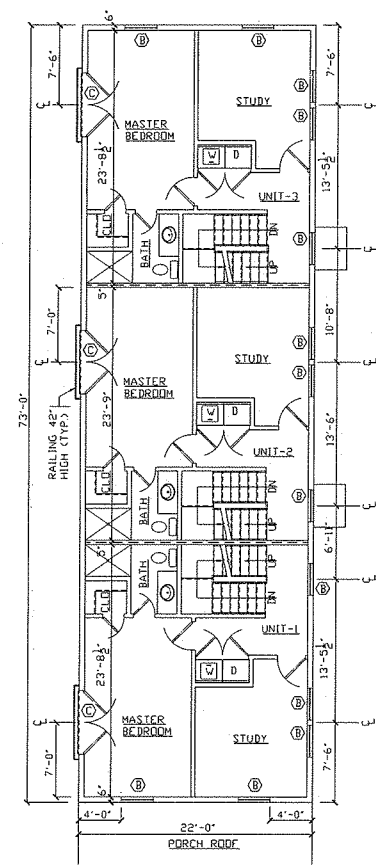 6"
B
B
7'-6"
7'-6"
C
B
STUDY
B
MASTER
BEDROOM
23'-8½"
W D
13'-5½"
UNIT-3
CLO
BATH
DN
UP
B
5"
7'-0"
10'-8"
C
B
STUDY
B
MASTER
BEDROOM
RAILING 42"
HIGH (TYP.)
73'-0"
23'-9"
W D
13'-6"
UNIT-2
CLO
BATH
DN
UP
B
5"
6'-11"
BATH
UP
DN
B
CLO
UNIT-1
23'-8½"
W D
13'-5½"
C
MASTER
BEDROOM
STUDY
B
B
7'-0"
7'-6"
6"
B
B
4'-0"
4'-0"
22'-0"
PORCH ROOF